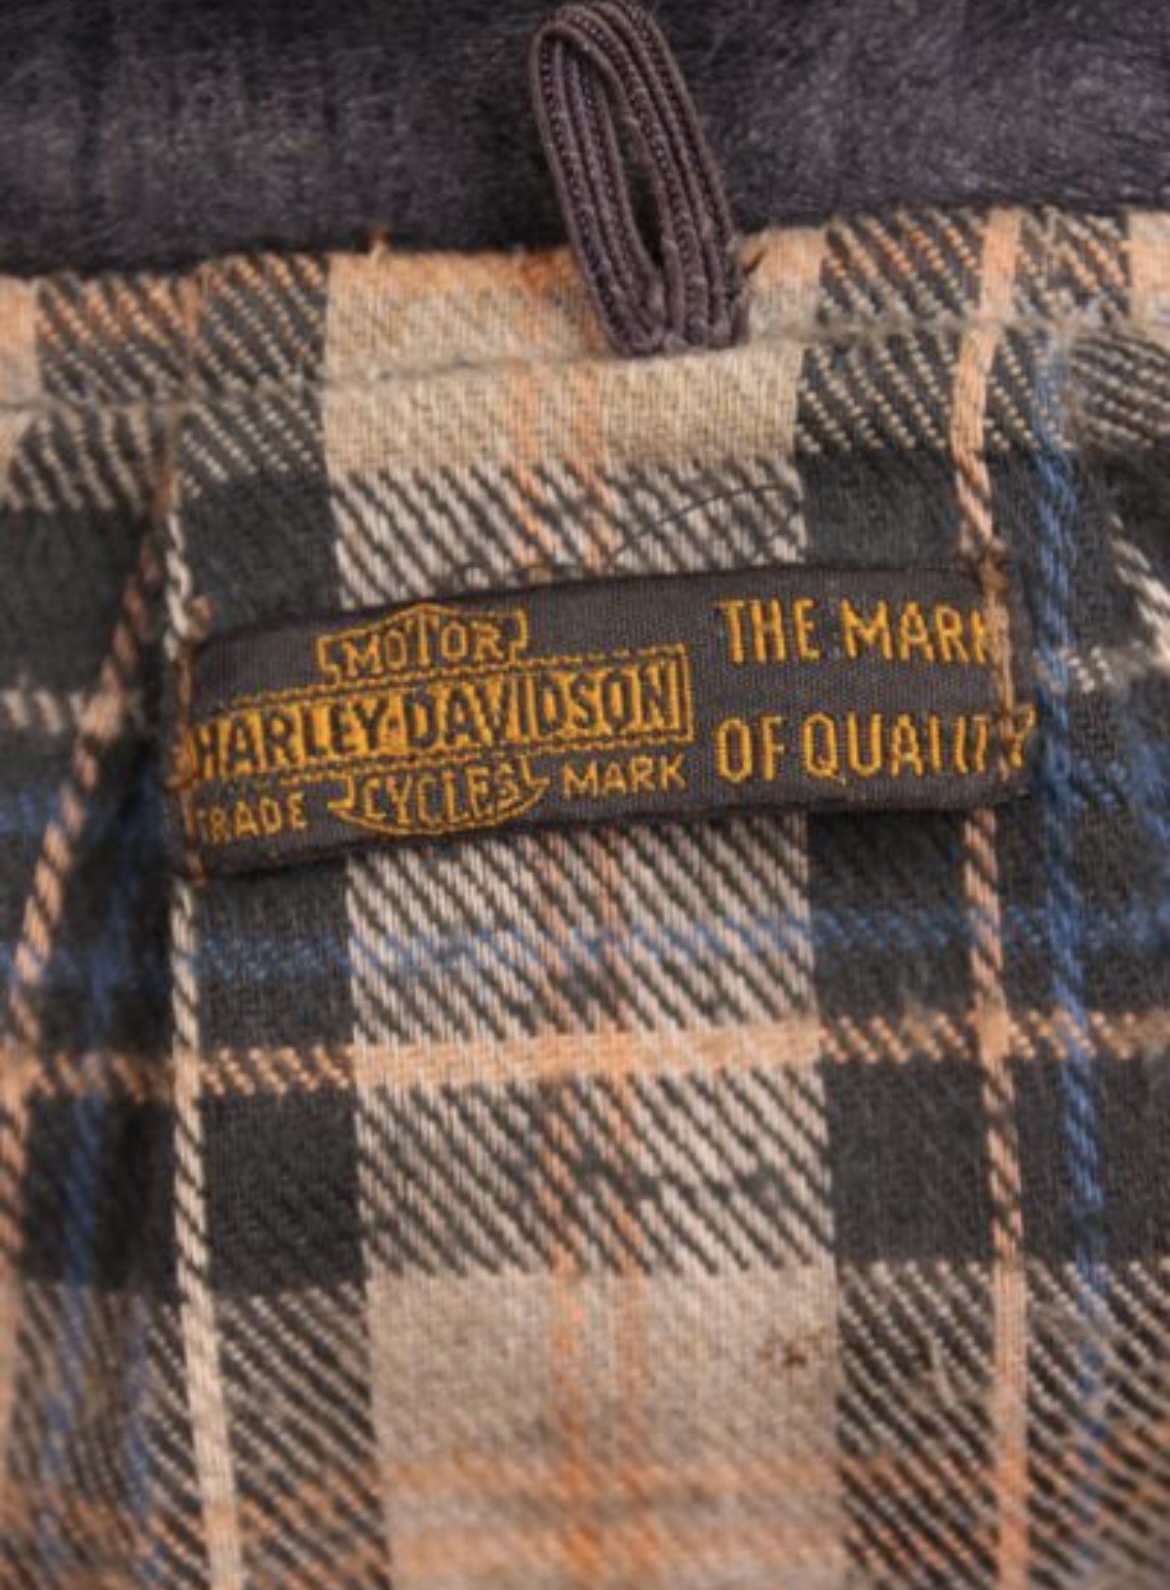 MOTOR
HARLEY-DAVIDSON
TRADE CYCLES MARK
THE MARK
OF QUALITY